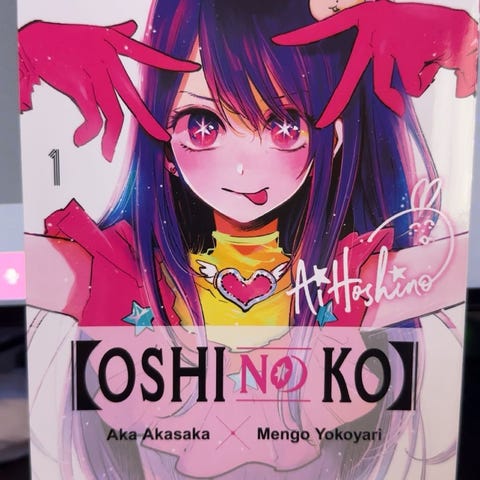 1
Ai Hoshino
【OSHI NO KO】
Aka Akasaka × Mengo Yokoyari